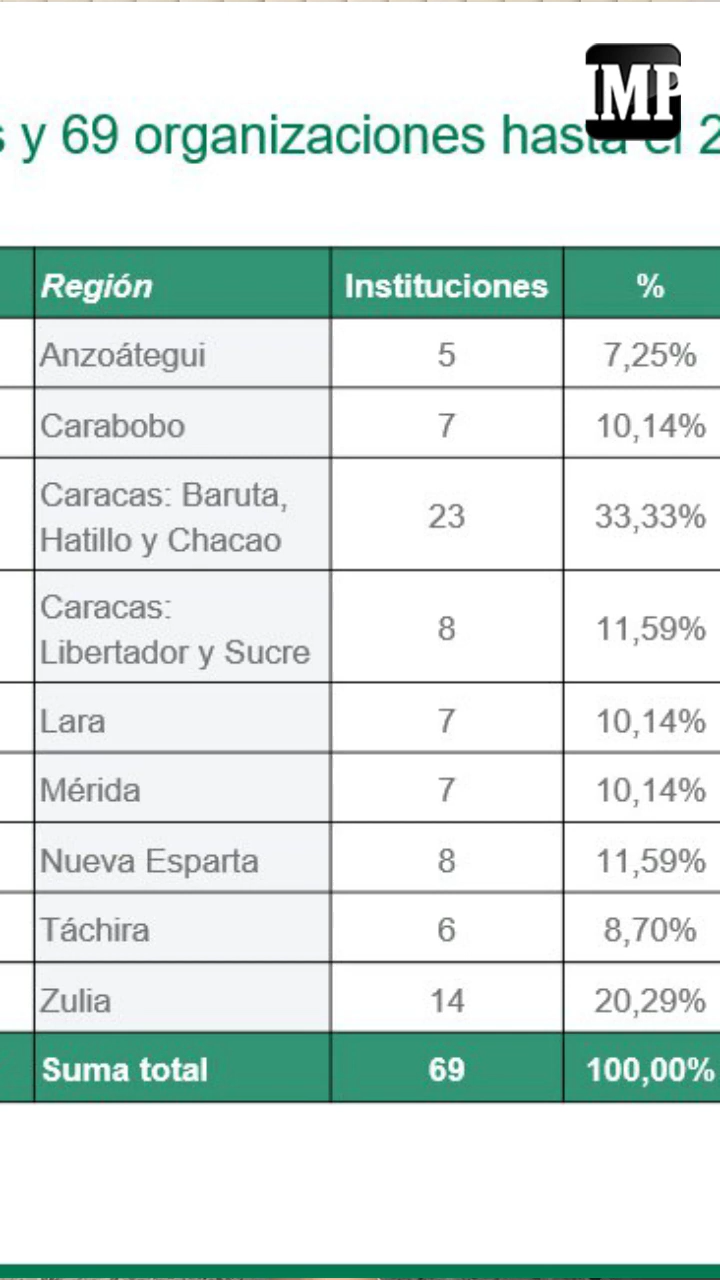 IMP
y 69 organizaciones hasta el 2
Región Instituciones %
Anzoátegui 5 7,25%
Carabobo 7 10,14%
Caracas: Baruta,
Hatillo y Chacao 23 33,33%
Caracas:
Libertador y Sucre 8 11,59%
Lara 7 10,14%
Mérida 7 10,14%
Nueva Esparta 8 11,59%
Táchira 6 8,70%
Zulia 14 20,29%
Suma total 69 100,00%